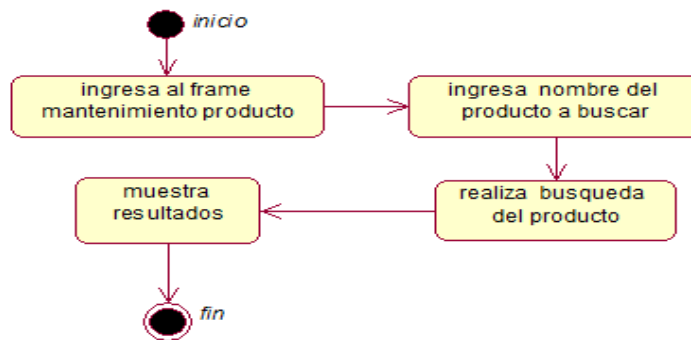 inicio
ingresa al frame
mantenimiento producto
ingresa nombre del
producto a buscar
realiza busqueda
del producto
muestra
resultados
fin